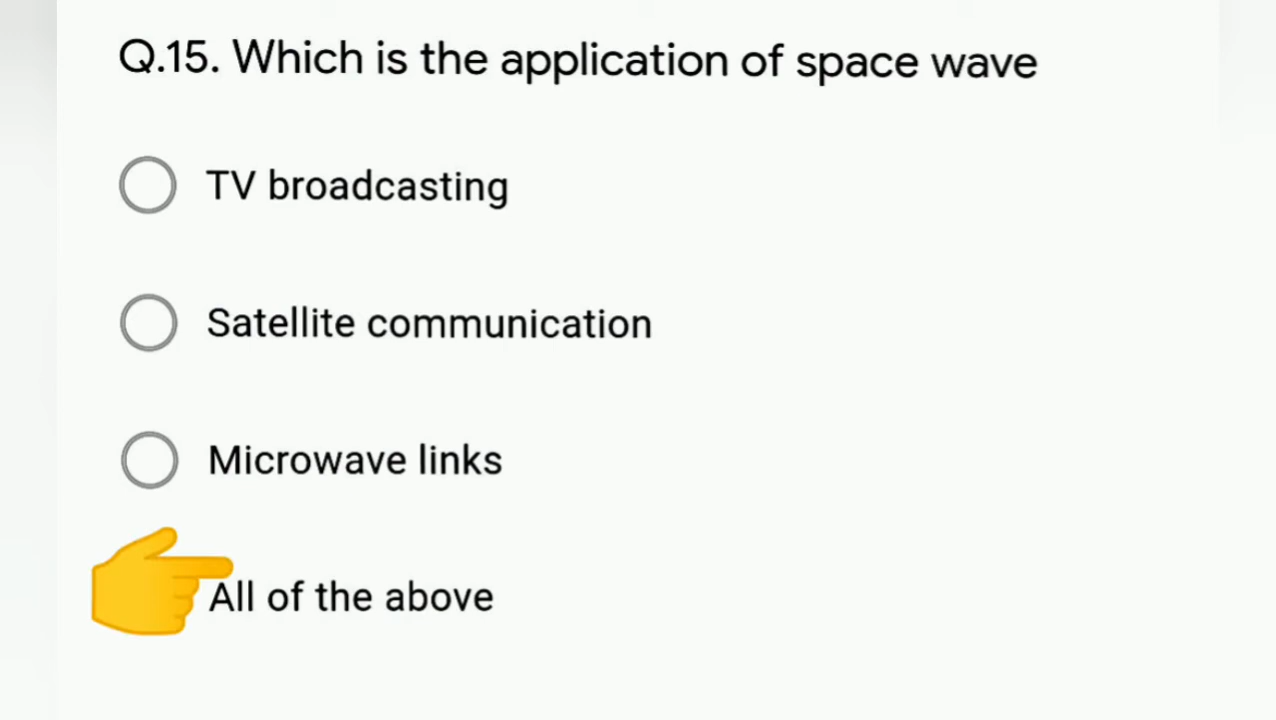 Q.15. Which is the application of space wave
TV broadcasting
Satellite communication
Microwave links
All of the above